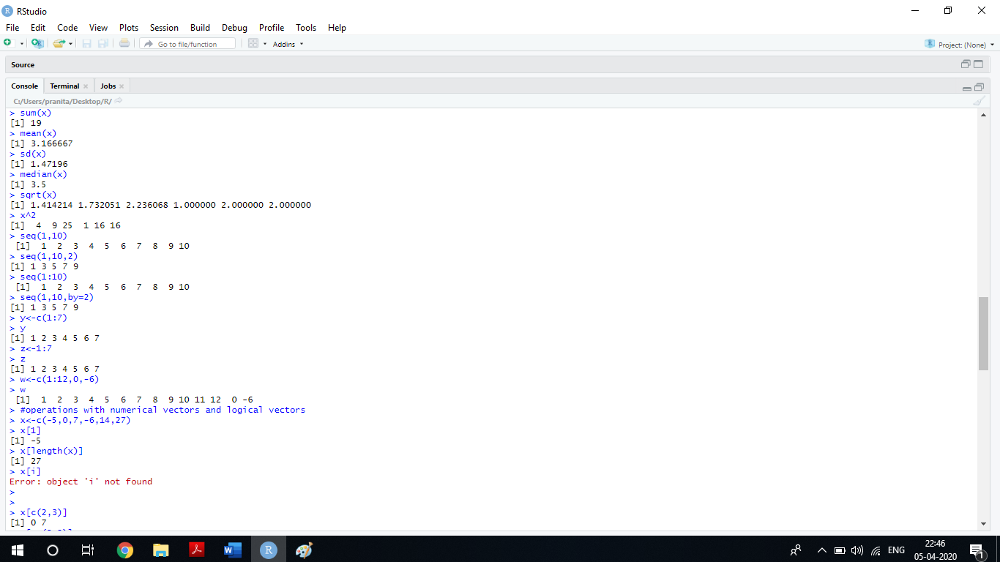 RStudio
File Edit Code View Plots Session Build Debug Profile Tools Help
Go to file/function Addins Project: (None)
Source
Console Terminal Jobs
C:/Users/pranita/Desktop/R/
> sum(x)
[1] 19
> mean(x)
[1] 3.166667
> sd(x)
[1] 1.47196
> median(x)
[1] 3.5
> sqrt(x)
[1] 1.414214 1.732051 2.236068 1.000000 2.000000 2.000000
> x^2
[1]  4  9 25  1 16 16
> seq(1,10)
 [1]  1  2  3  4  5  6  7  8  9 10
> seq(1,10,2)
[1] 1 3 5 7 9
> seq(1:10)
 [1]  1  2  3  4  5  6  7  8  9 10
> seq(1,10,by=2)
[1] 1 3 5 7 9
> y<-c(1:7)
> y
[1] 1 2 3 4 5 6 7
> z<-1:7
> z
[1] 1 2 3 4 5 6 7
> w<-c(1:12,0,-6)
> w
 [1]  1  2  3  4  5  6  7  8  9 10 11 12  0 -6
> #operations with numerical vectors and logical vectors
> x<-c(-5,0,7,-6,14,27)
> x[1]
[1] -5
> x[length(x)]
[1] 27
> x[i]
Error: object 'i' not found
>
>
> x[c(2,3)]
[1] 0 7
ENG
22:46
05-04-2020
1